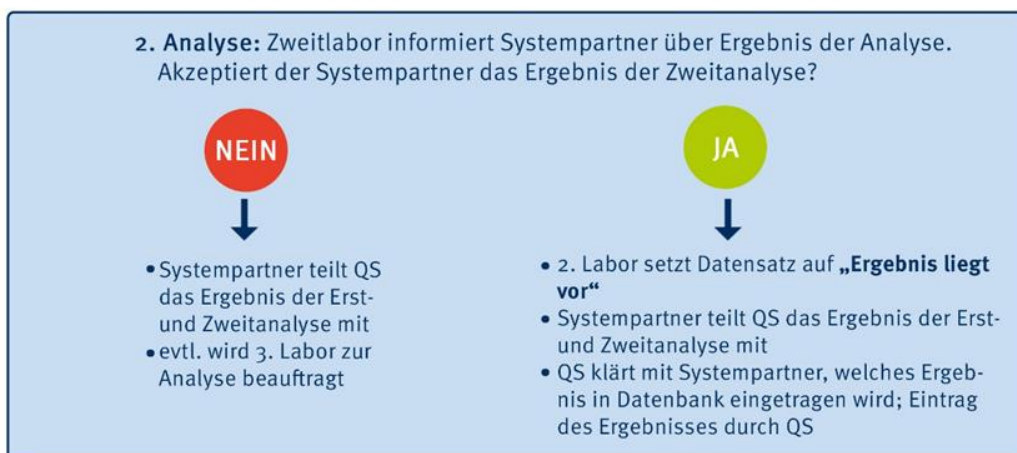 2. Analyse: Zweitlabor informiert Systempartner über Ergebnis der Analyse.
Akzeptiert der Systempartner das Ergebnis der Zweitanalyse?
NEIN
• Systempartner teilt QS
das Ergebnis der Erst-
und Zweitanalyse mit
• evtl. wird 3. Labor zur
Analyse beauftragt
JA
• 2. Labor setzt Datensatz auf „Ergebnis liegt
vor“
• Systempartner teilt QS das Ergebnis der Erst-
und Zweitanalyse mit
• QS klärt mit Systempartner, welches Ergeb-
nis in Datenbank eingetragen wird; Eintrag
des Ergebnisses durch QS